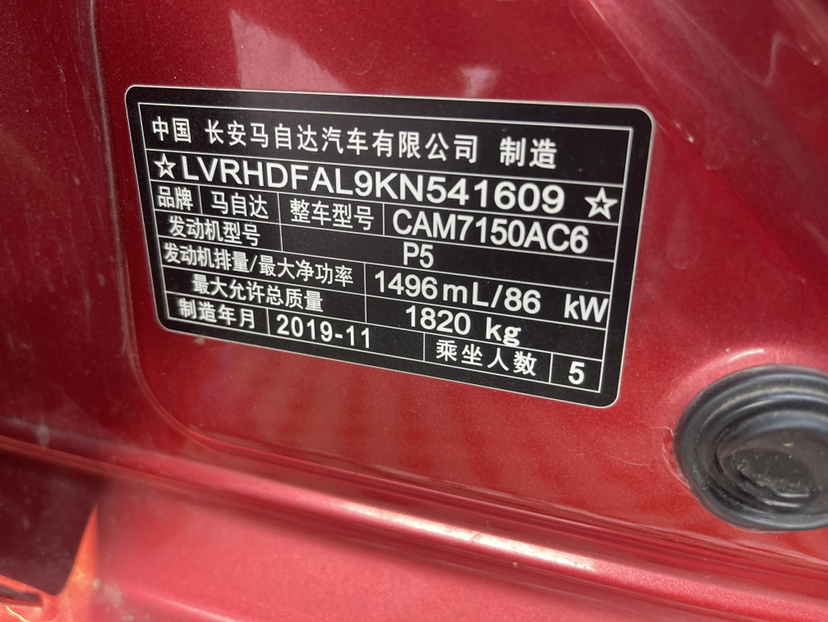 中国 长安马自达汽车有限公司 制造
☆LVRHDFAL9KN541609☆
品牌 马自达 整车型号 CAM7150AC6
发动机型号 P5
发动机排量/最大净功率 1496mL/86 kW
最大允许总质量 1820 kg
制造年月 2019-11 乘坐人数 5